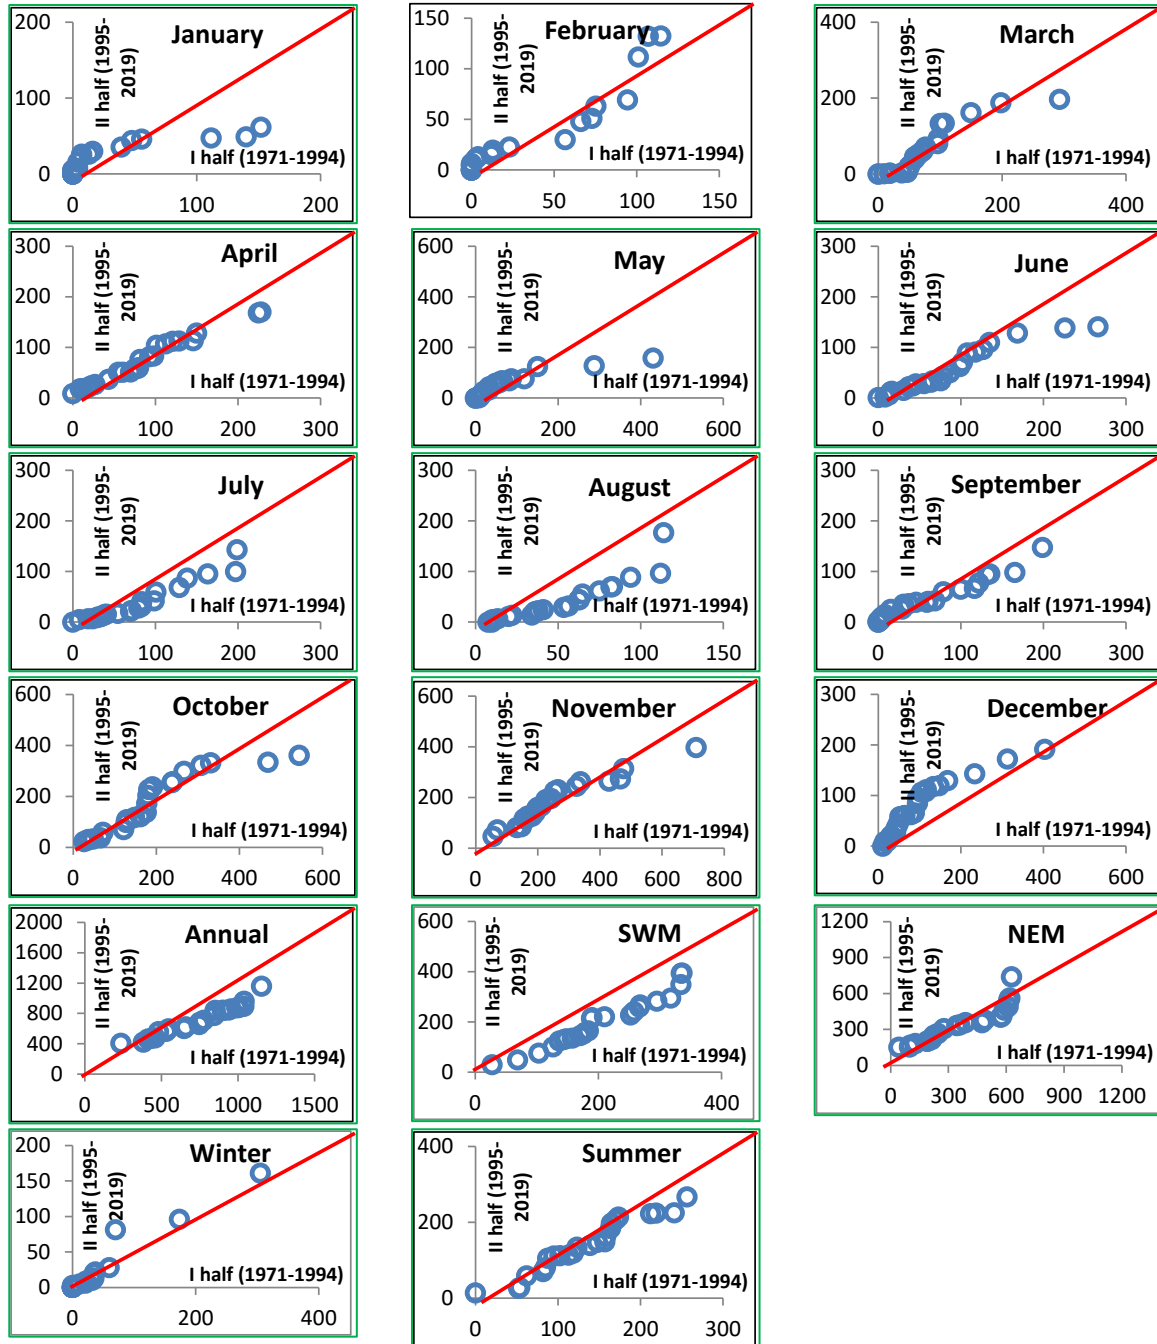 January
II half (1995-
2019)
I half (1971-1994)
200
100
0
0 100 200
February
II half (1995-
2019)
I half (1971-1994)
150
100
50
0
0 50 100 150
March
II half (1995-
2019)
I half (1971-1994)
400
200
0
0 200 400
April
II half (1995-
2019)
I half (1971-1994)
300
200
100
0
0 100 200 300
May
II half (1995-
2019)
I half (1971-1994)
600
400
200
0
0 200 400 600
June
II half (1995-
2019)
I half (1971-1994)
300
200
100
0
0 100 200 300
July
II half (1995-
2019)
I half (1971-1994)
300
200
100
0
0 100 200 300
August
II half (1995-
2019)
I half (1971-1994)
300
200
100
0
0 50 100 150
September
II half (1995-
2019)
I half (1971-1994)
300
200
100
0
0 100 200 300
October
II half (1995-
2019)
I half (1971-1994)
600
400
200
0
0 200 400 600
November
II half (1995-
2019)
I half (1971-1994)
600
400
200
0
0 200 400 600 800
December
II half (1995-
2019)
I half (1971-1994)
300
200
100
0
0 200 400 600
Annual
II half (1995-
2019)
I half (1971-1994)
2000
1600
1200
800
400
0
0 500 1000 1500
SWM
II half (1995-
2019)
I half (1971-1994)
600
400
200
0
0 200 400
NEM
II half (1995-
2019)
I half (1971-1994)
1200
900
600
300
0
0 300 600 900 1200
Winter
II half (1995-
2019)
I half (1971-1994)
200
150
100
50
0
0 200 400
Summer
II half (1995-
2019)
I half (1971-1994)
400
200
0
0 100 200 300